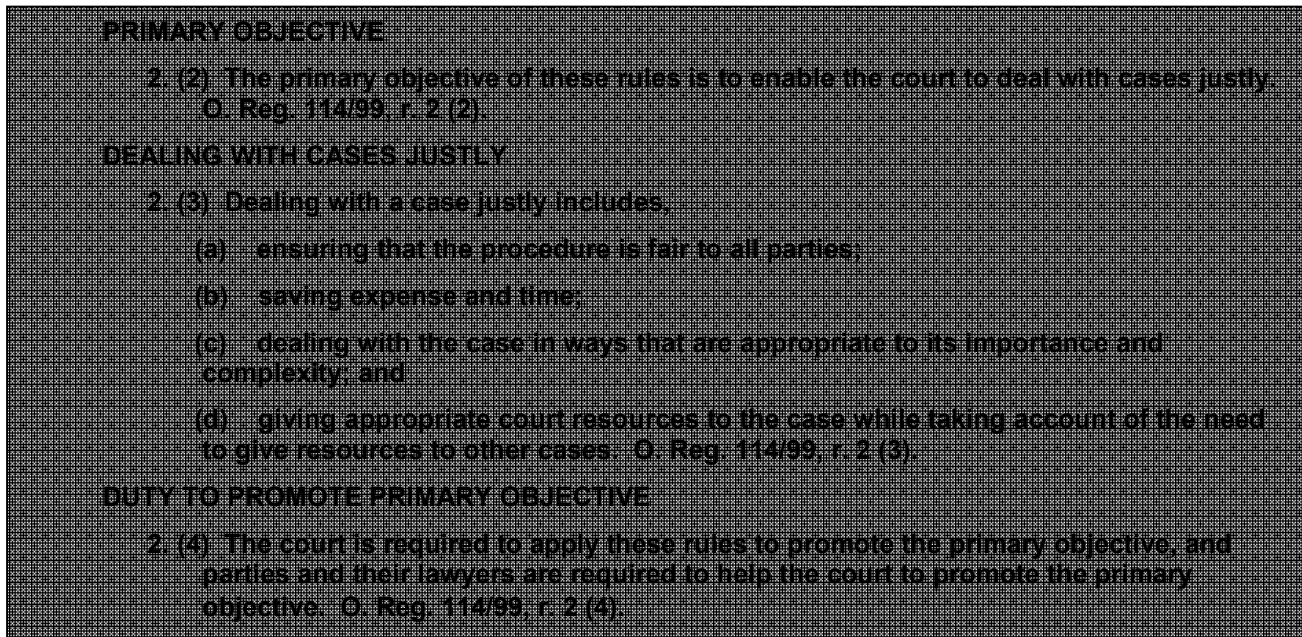 PRIMARY OBJECTIVE
2. (2) The primary objective of these rules is to enable the court to deal with cases justly.
O. Reg. 114/99, r. 2 (2).
DEALING WITH CASES JUSTLY
2. (3) Dealing with a case justly includes,
(a) ensuring that the procedure is fair to all parties;
(b) saving expense and time;
(c) dealing with the case in ways that are appropriate to its importance and
complexity; and
(d) giving appropriate court resources to the case while taking account of the need
to give resources to other cases. O. Reg. 114/99, r. 2 (3).
DUTY TO PROMOTE PRIMARY OBJECTIVE
2. (4) The court is required to apply these rules to promote the primary objective, and
parties and their lawyers are required to help the court to promote the primary
objective. O. Reg. 114/99, r. 2 (4).